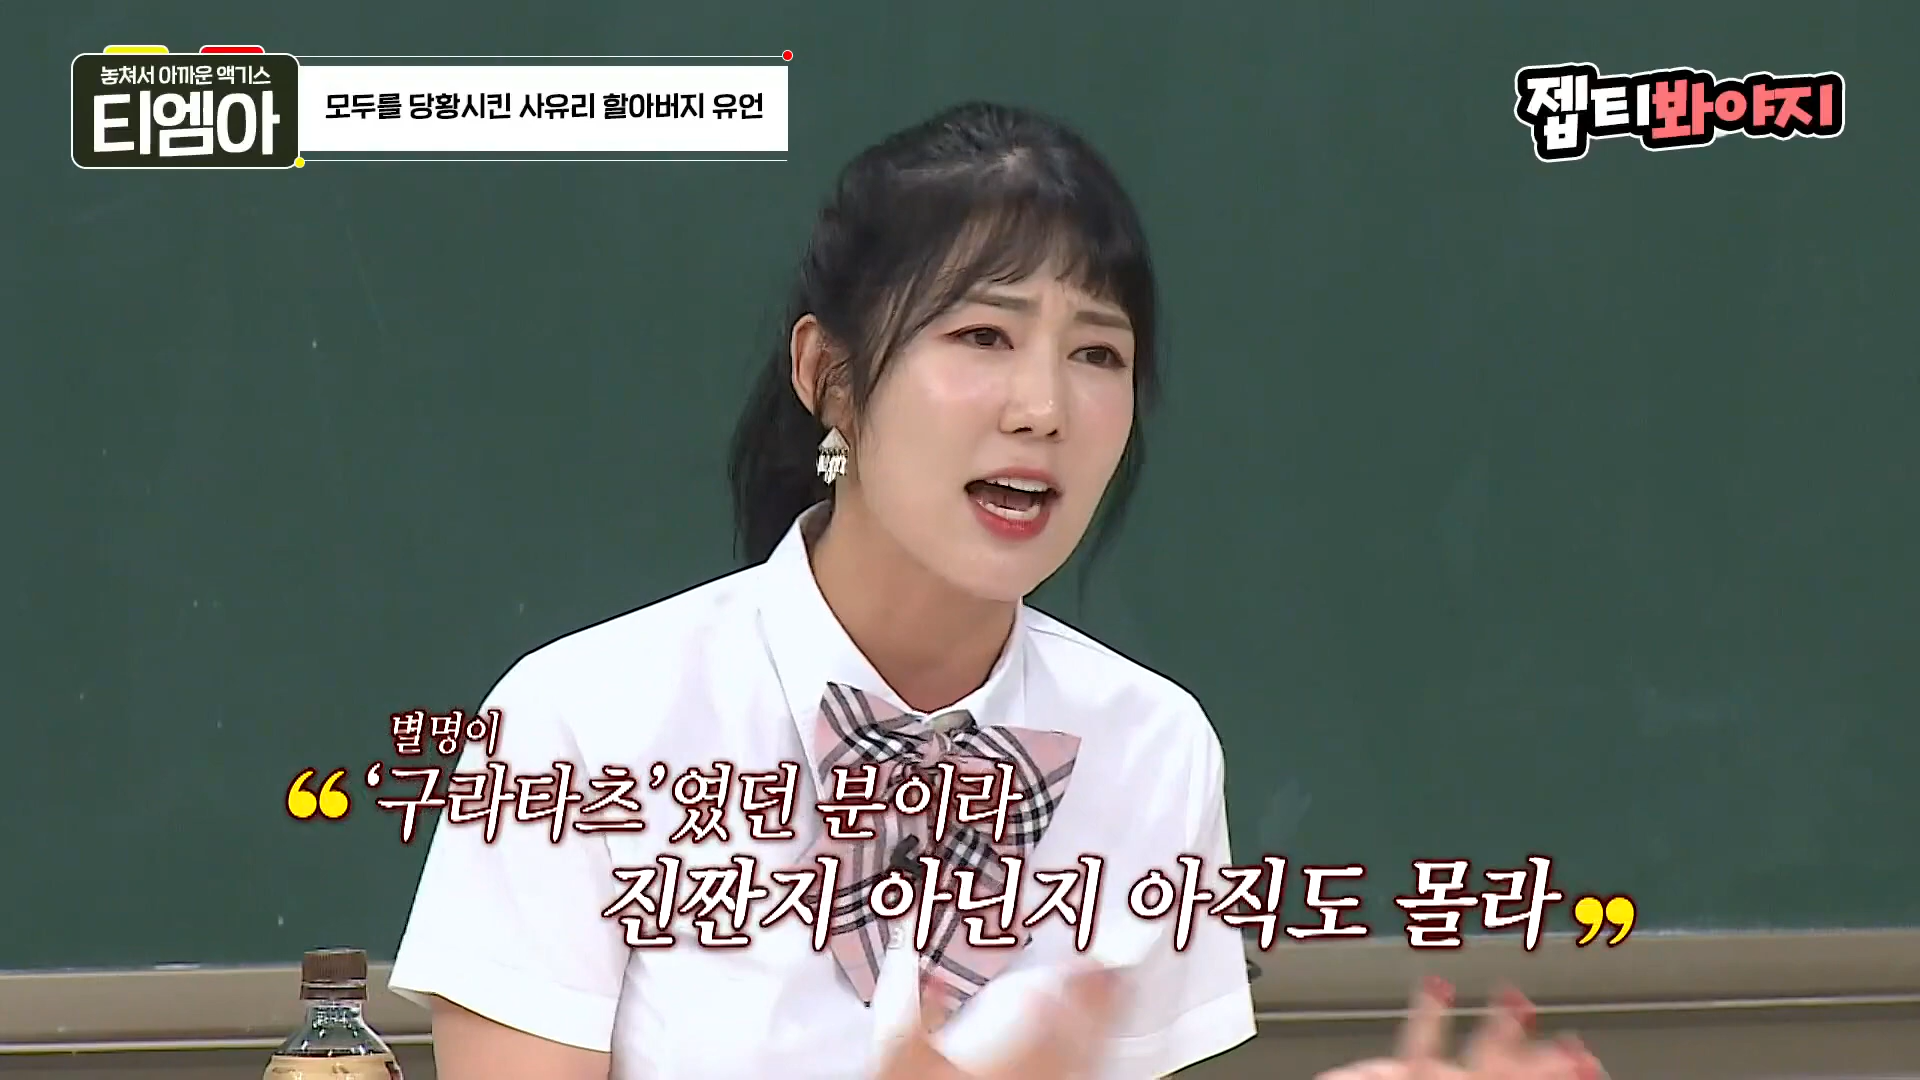 놓쳐서 아까운 액기스
티엠아
모두를 당황시킨 사유리 할아버지 유언
젭티봐야지
별명이
“‘구라타츠’였던 분이라
진짠지 아닌지 아직도 몰라”